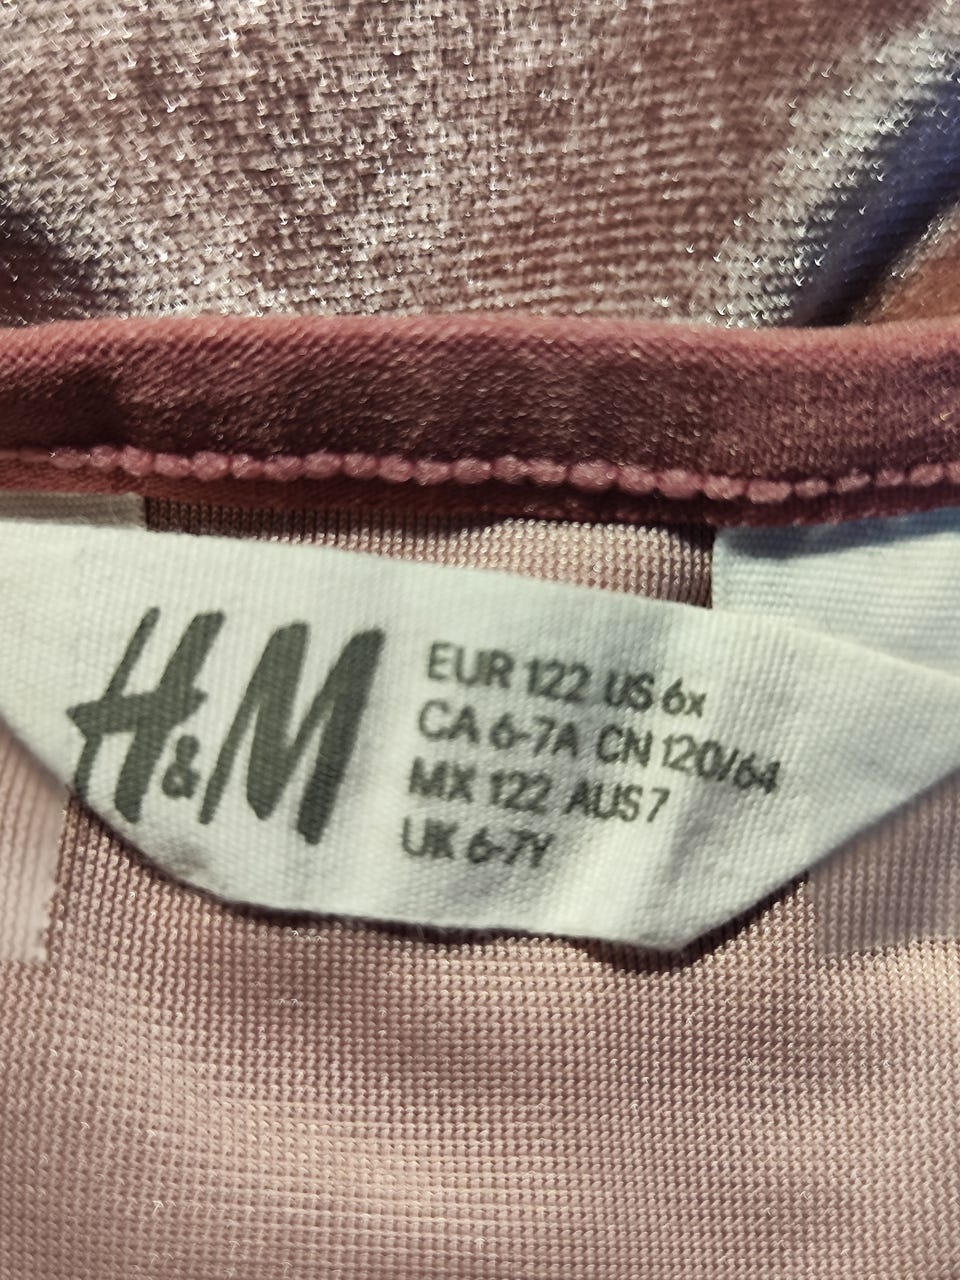 H&M
EUR 122 US 6x
CA 6-7A CN 120/64
MX 122 AUS 7
UK 6-7Y